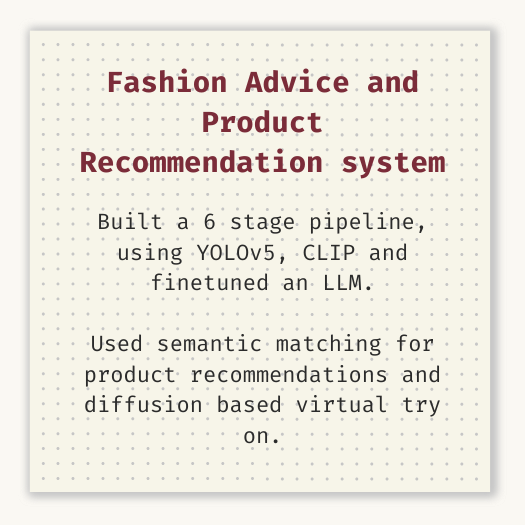 Fashion Advice and
Product
Recommendation system
Built a 6 stage pipeline,
using YOLOv5, CLIP and
finetuned an LLM.
Used semantic matching for
product recommendations and
diffusion based virtual try
on.